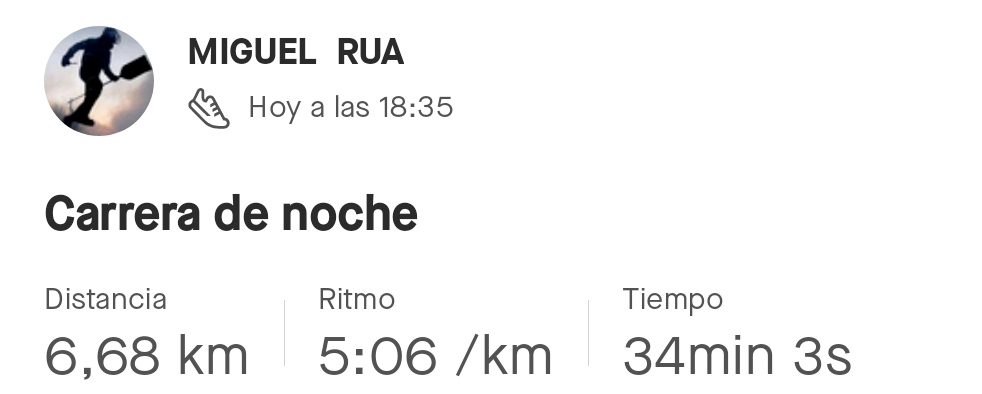 MIGUEL RUA
Hoy a las 18:35
Carrera de noche
Distancia Ritmo Tiempo
6,68 km 5:06 /km 34min 3s